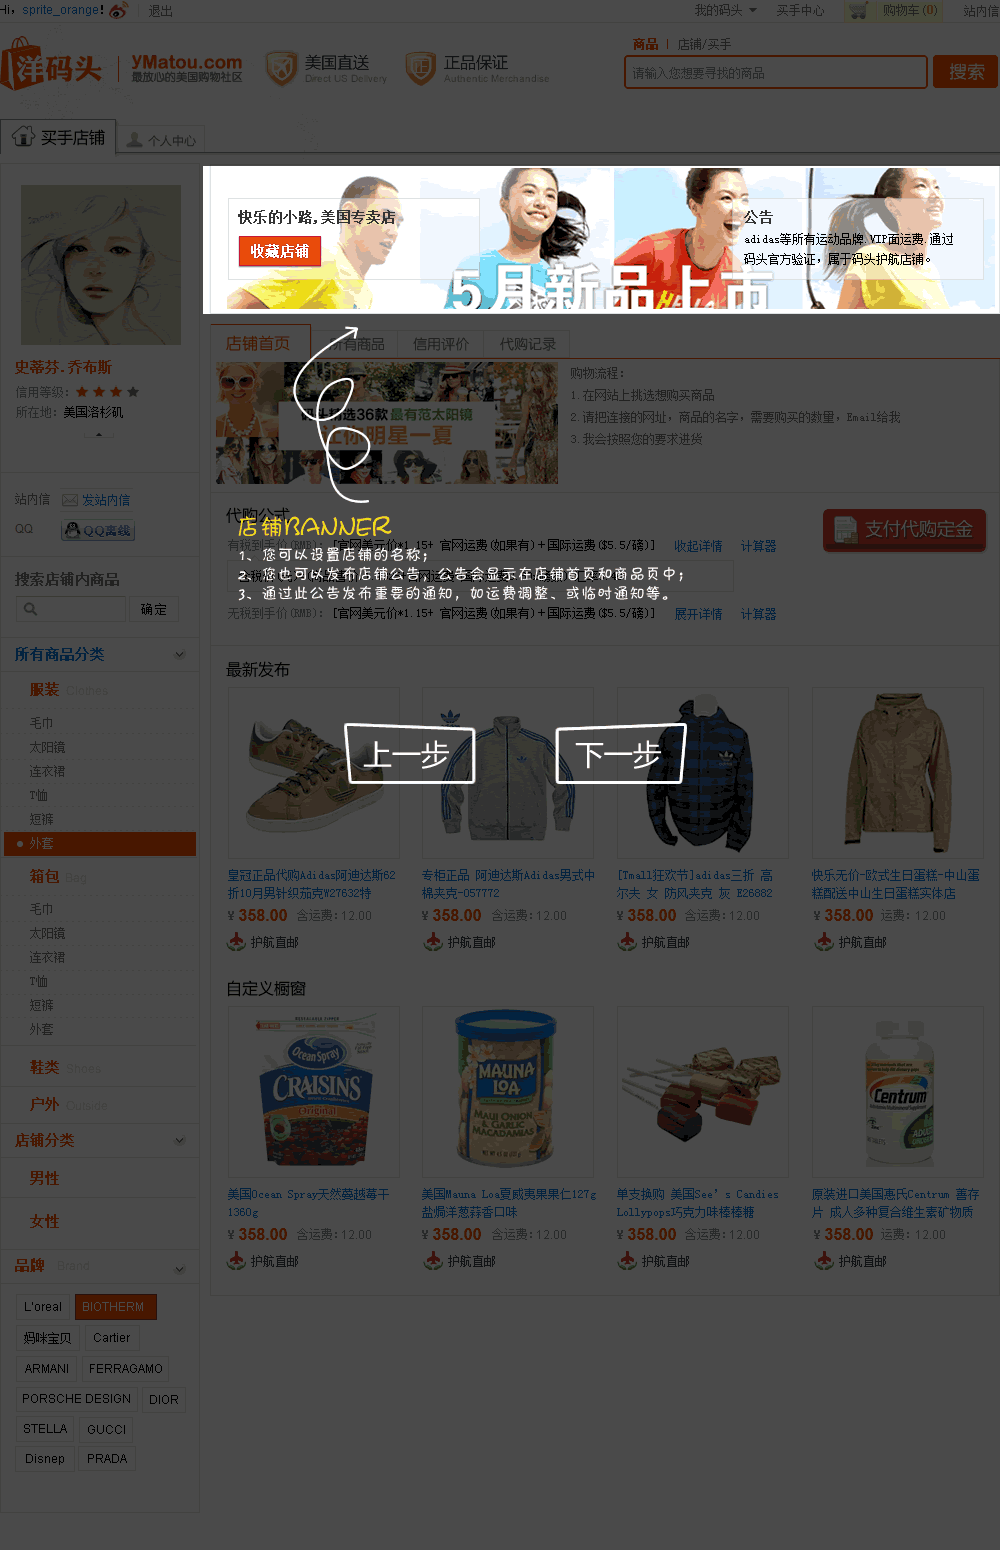 Hi，sprite_orange! 退出
我的码头 买手中心 购物车(0) 站内信
洋码头 YMatou.com
最放心的美国购物社区
美国直送
Direct US Delivery
正品保证
Authentic Merchandise
商品 | 店铺/买手
请输入您想要寻找的商品 搜索
买手店铺 个人中心
快乐的小路,美国专卖店
收藏店铺
5月新品上市
公告
adidas等所有运动品牌.VIP面运费.通过
码头官方验证，属于码头护航店铺。
史蒂芬.乔布斯
信用等级：
所在地：美国洛杉矶
站内信 发站内信
QQ QQ离线
搜索店铺内商品
确定
所有商品分类
服装 Clothes
毛巾
太阳镜
连衣裙
T恤
短裤
外套
箱包 Bag
毛巾
太阳镜
连衣裙
T恤
短裤
外套
鞋类 Shoes
户外 Outside
店铺分类
男性
女性
品牌 Brand
L'oreal BIOTHERM
妈咪宝贝 Cartier
ARMANI FERRAGAMO
PORSCHE DESIGN DIOR
STELLA GUCCI
Disnep PRADA
店铺首页 所有商品 信用评价 代购记录
码头精选36款最有范太阳镜
让你明星一夏
购物流程：
1.在网站上挑选想购买商品
2.请把连接的网址，商品的名字，需要购买的数量，Email给我
3.我会按照您的要求进货
代购公式
店铺BANNER
有税到手价(RMB)：[官网美元价*1.15+ 官网运费(如果有)+国际运费($5.5/磅)] 收起详情 计算器
1、您可以设置店铺的名称；
2、您也可以发布店铺公告，公告会显示在店铺首页和商品页中；
3、通过此公告发布重要的通知，如运费调整、或临时通知等。
无税到手价(RMB)：[官网美元价*1.15+ 官网运费(如果有)+国际运费($5.5/磅)] 展开详情 计算器
支付代购定金
最新发布
上一步 下一步
皇冠正品代购Adidas阿迪达斯62
折10月男针织茄克W27632特
¥ 358.00 含运费：12.00
护航直邮
专柜正品 阿迪达斯Adidas男式中
棉夹克-057772
¥ 358.00 含运费：12.00
护航直邮
[Tmall狂欢节]adidas三折 高
尔夫 女 防风夹克 灰 E26882
¥ 358.00 含运费：12.00
护航直邮
快乐无价-欧式生日蛋糕-中山蛋
糕配送中山生日蛋糕实体店
¥ 358.00 运费：12.00
护航直邮
自定义橱窗
Ocean Spray
CRAISINS
Original
MAUNA
LOA
MAUI ONION
& GARLIC
MACADAMIAS
Centrum
美国Ocean Spray天然蔓越莓干
1360g
¥ 358.00 含运费：12.00
护航直邮
美国Mauna Loa夏威夷果果仁127g
盐焗洋葱蒜香口味
¥ 358.00 含运费：12.00
护航直邮
单支换购 美国See’s Candies
Lollypops巧克力味棒棒糖
¥ 358.00 含运费：12.00
护航直邮
原装进口美国惠氏Centrum 善存
片 成人多种复合维生素矿物质
¥ 358.00 运费：12.00
护航直邮